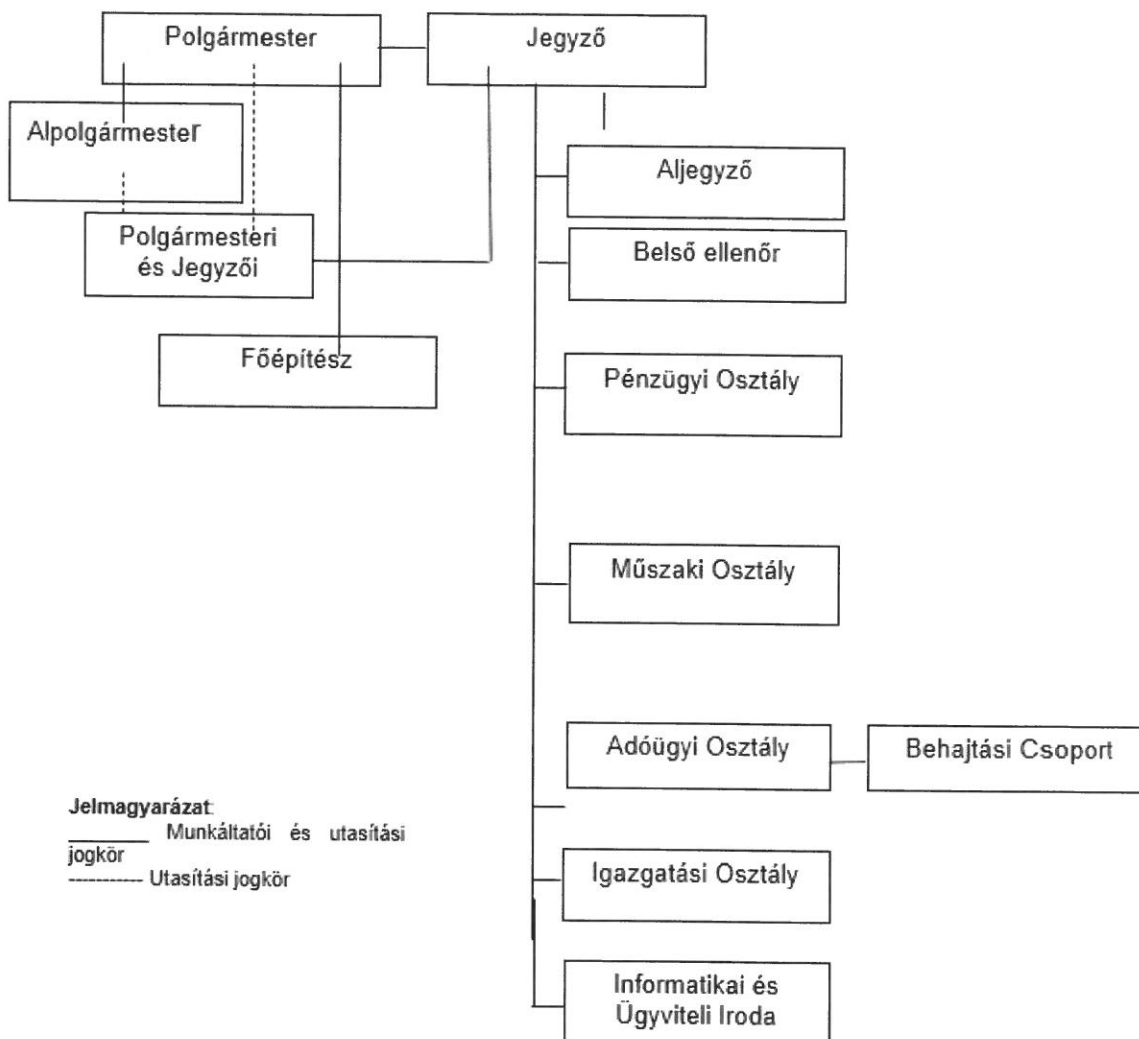 Polgármester
Jegyző
Alpolgármester
Aljegyző
Polgármesteri
és Jegyzői
Belső ellenőr
Főépítész
Pénzügyi Osztály
Műszaki Osztály
Adóügyi Osztály
Behajtási Csoport
Jelmagyarázat:
________ Munkáltatói és utasítási
jogkör
----------- Utasítási jogkör
Igazgatási Osztály
Informatikai és
Ügyviteli Iroda